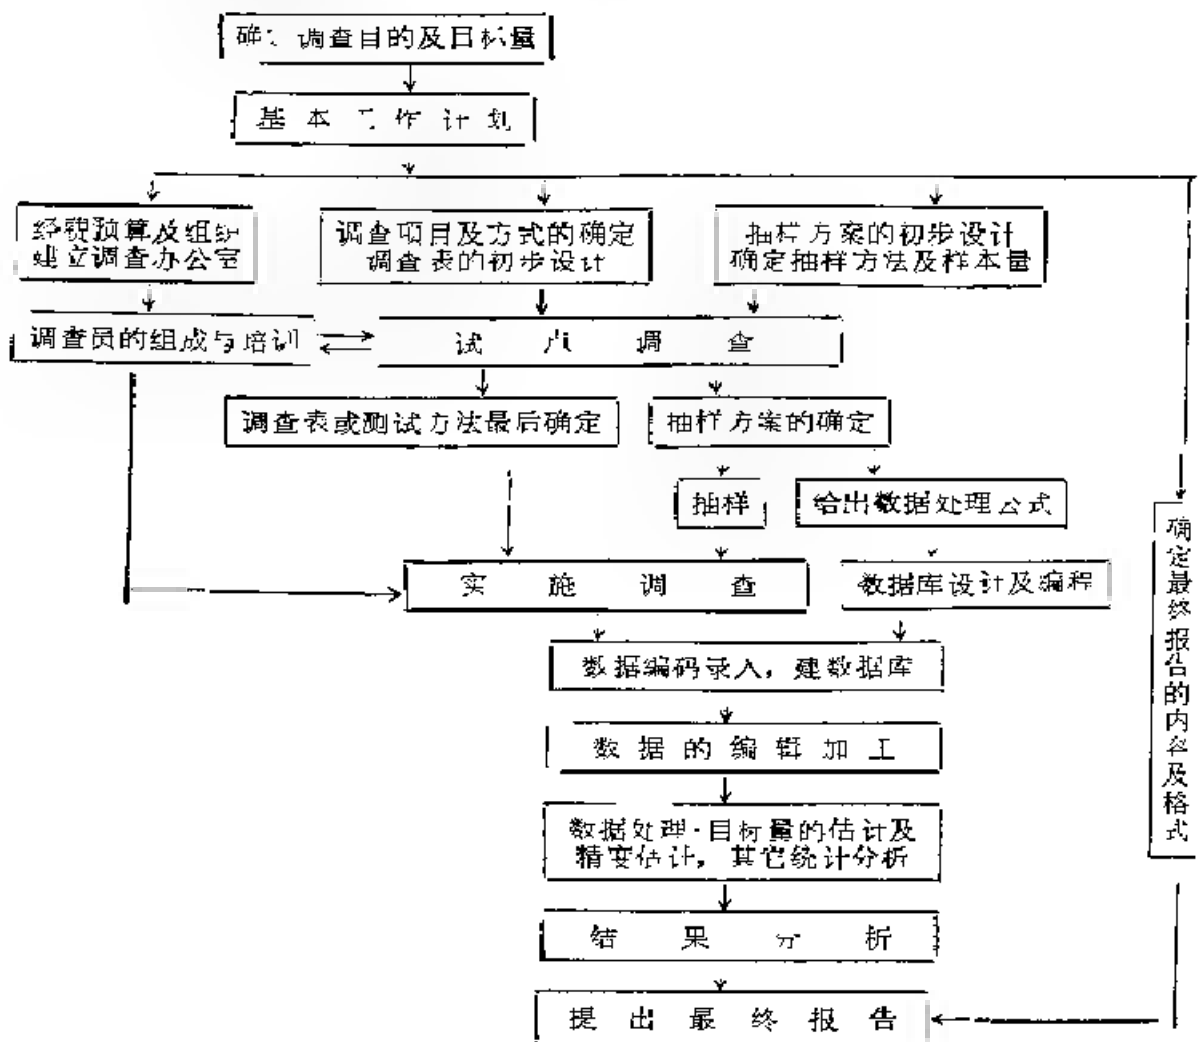 确定调查目的及目标量
基本工作计划
经费预算及组织
建立调查办公室
调查项目及方式的确定
调查表的初步设计
抽样方案的初步设计
确定抽样方法及样本量
调查员的组成与培训
试点调查
调查表或测试方法最后确定
抽样方案的确定
抽样
给出数据处理公式
实施调查
数据库设计及编程
数据编码录入，建数据库
数据的编辑加工
数据处理·目标量的估计及
精度估计，其它统计分析
结果分析
提出最终报告
确定最终报告的内容及格式